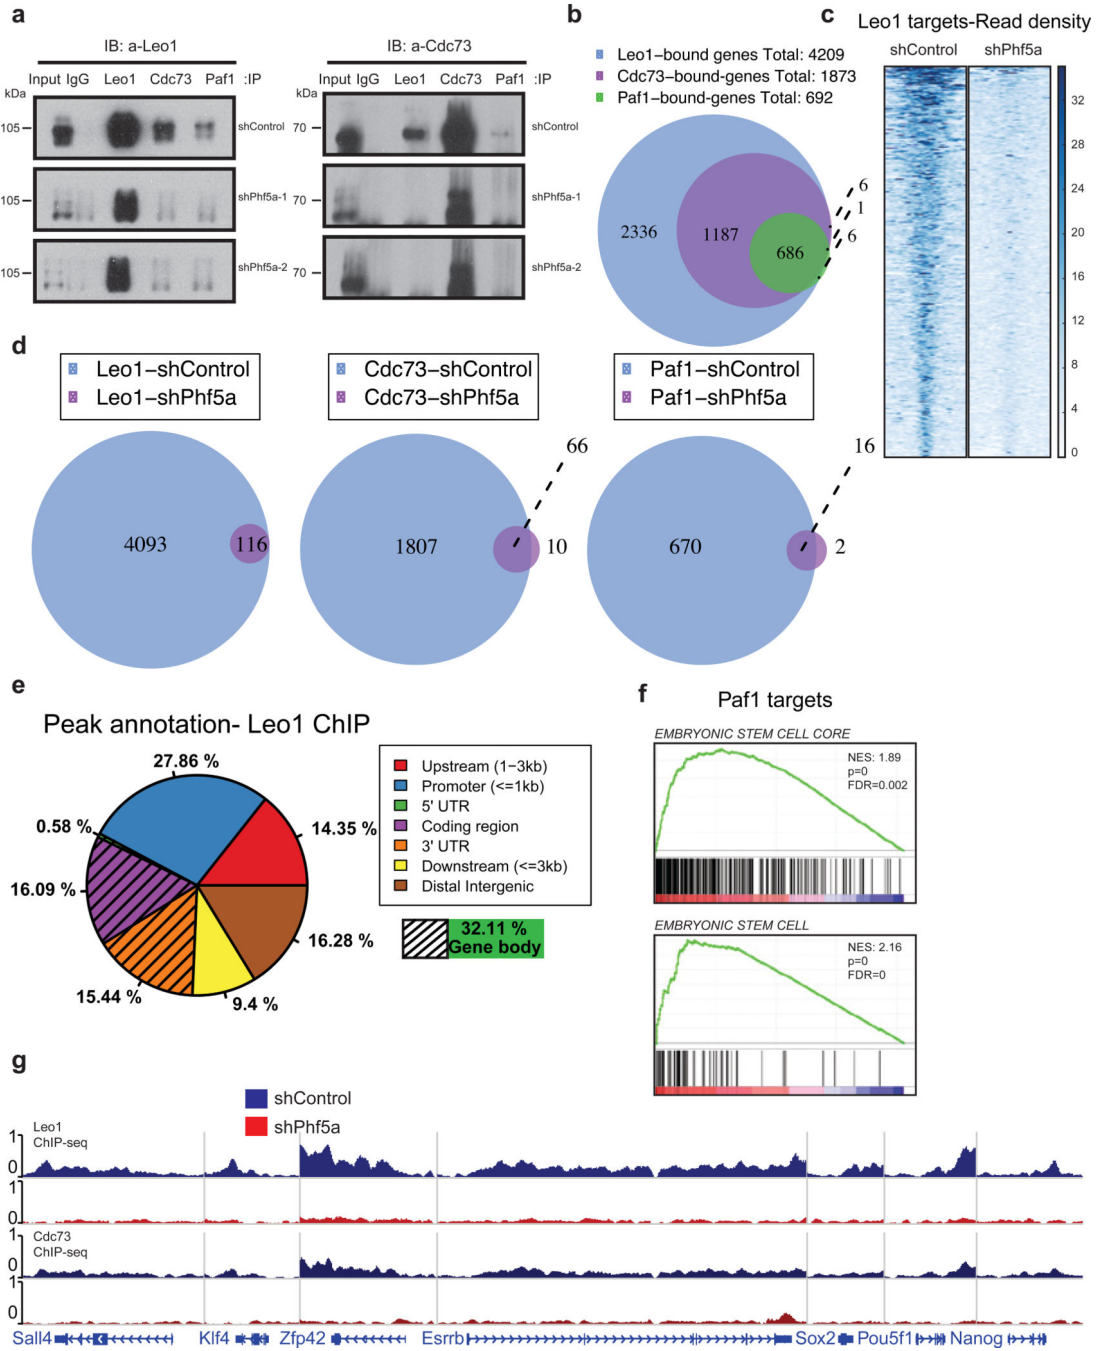 a
IB: a-Leo1
Input IgG Leo1 Cdc73 Paf1 :IP
kDa
105
shControl
105
shPhf5a-1
105
shPhf5a-2
IB: a-Cdc73
Input IgG Leo1 Cdc73 Paf1 :IP
kDa
70
shControl
70
shPhf5a-1
70
shPhf5a-2
b
Leo1-bound genes Total: 4209
Cdc73-bound-genes Total: 1873
Paf1-bound-genes Total: 692
2336
1187
686
6
1
6
c
Leo1 targets-Read density
shControl shPhf5a
32
28
24
20
16
12
8
4
0
d
Leo1-shControl
Leo1-shPhf5a
4093
116
Cdc73-shControl
Cdc73-shPhf5a
1807
66
10
Paf1-shControl
Paf1-shPhf5a
670
16
2
e
Peak annotation- Leo1 ChIP
27.86 %
14.35 %
0.58 %
16.09 %
16.28 %
15.44 %
9.4 %
Upstream (1-3kb)
Promoter (<=1kb)
5' UTR
Coding region
3' UTR
Downstream (<=3kb)
Distal Intergenic
32.11 %
Gene body
f
Paf1 targets
EMBRYONIC STEM CELL CORE
NES: 1.89
p=0
FDR=0.002
EMBRYONIC STEM CELL
NES: 2.16
p=0
FDR=0
g
shControl
shPhf5a
Leo1
ChIP-seq
1
0
1
0
Cdc73
ChIP-seq
1
0
1
0
Sall4 Klf4 Zfp42 Esrrb Sox2 Pou5f1 Nanog